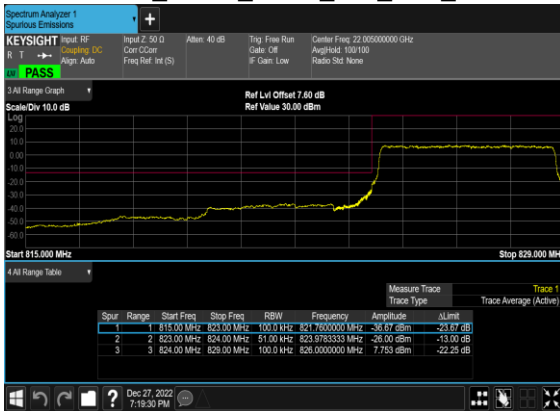 Spectrum Analyzer 1
Spurious Emissions
+
KEYSIGHT Input: RF Input Z: 50 Ω Atten: 40 dB Trig: Free Run Center Freq: 22.005000000 GHz
R T Coupling: DC Corr CCorr Gate: Off Avg|Hold: 100/100
Align: Auto Freq Ref: Int (S) IF Gain: Low Radio Std: None
PASS
3 All Range Graph
Ref Lvl Offset 7.60 dB
Scale/Div 10.0 dB Ref Value 30.00 dBm
Log
20.0
10.0
0.00
-10.0
-20.0
-30.0
-40.0
-50.0
-60.0
Start 815.000 MHz Stop 829.000 MH
4 All Range Table
Measure Trace Trace 1
Trace Type Trace Average (Active)
Spur Range Start Freq Stop Freq RBW Frequency Amplitude ΔLimit
1 1 815.00 MHz 823.00 MHz 100.0 kHz 821.7600000 MHz -36.67 dBm -23.67 dB
2 2 823.00 MHz 824.00 MHz 51.00 kHz 823.9783333 MHz -26.00 dBm -13.00 dB
3 3 824.00 MHz 829.00 MHz 100.0 kHz 826.0000000 MHz 7.753 dBm -22.25 dB
?
Dec 27, 2022
7:19:30 PM